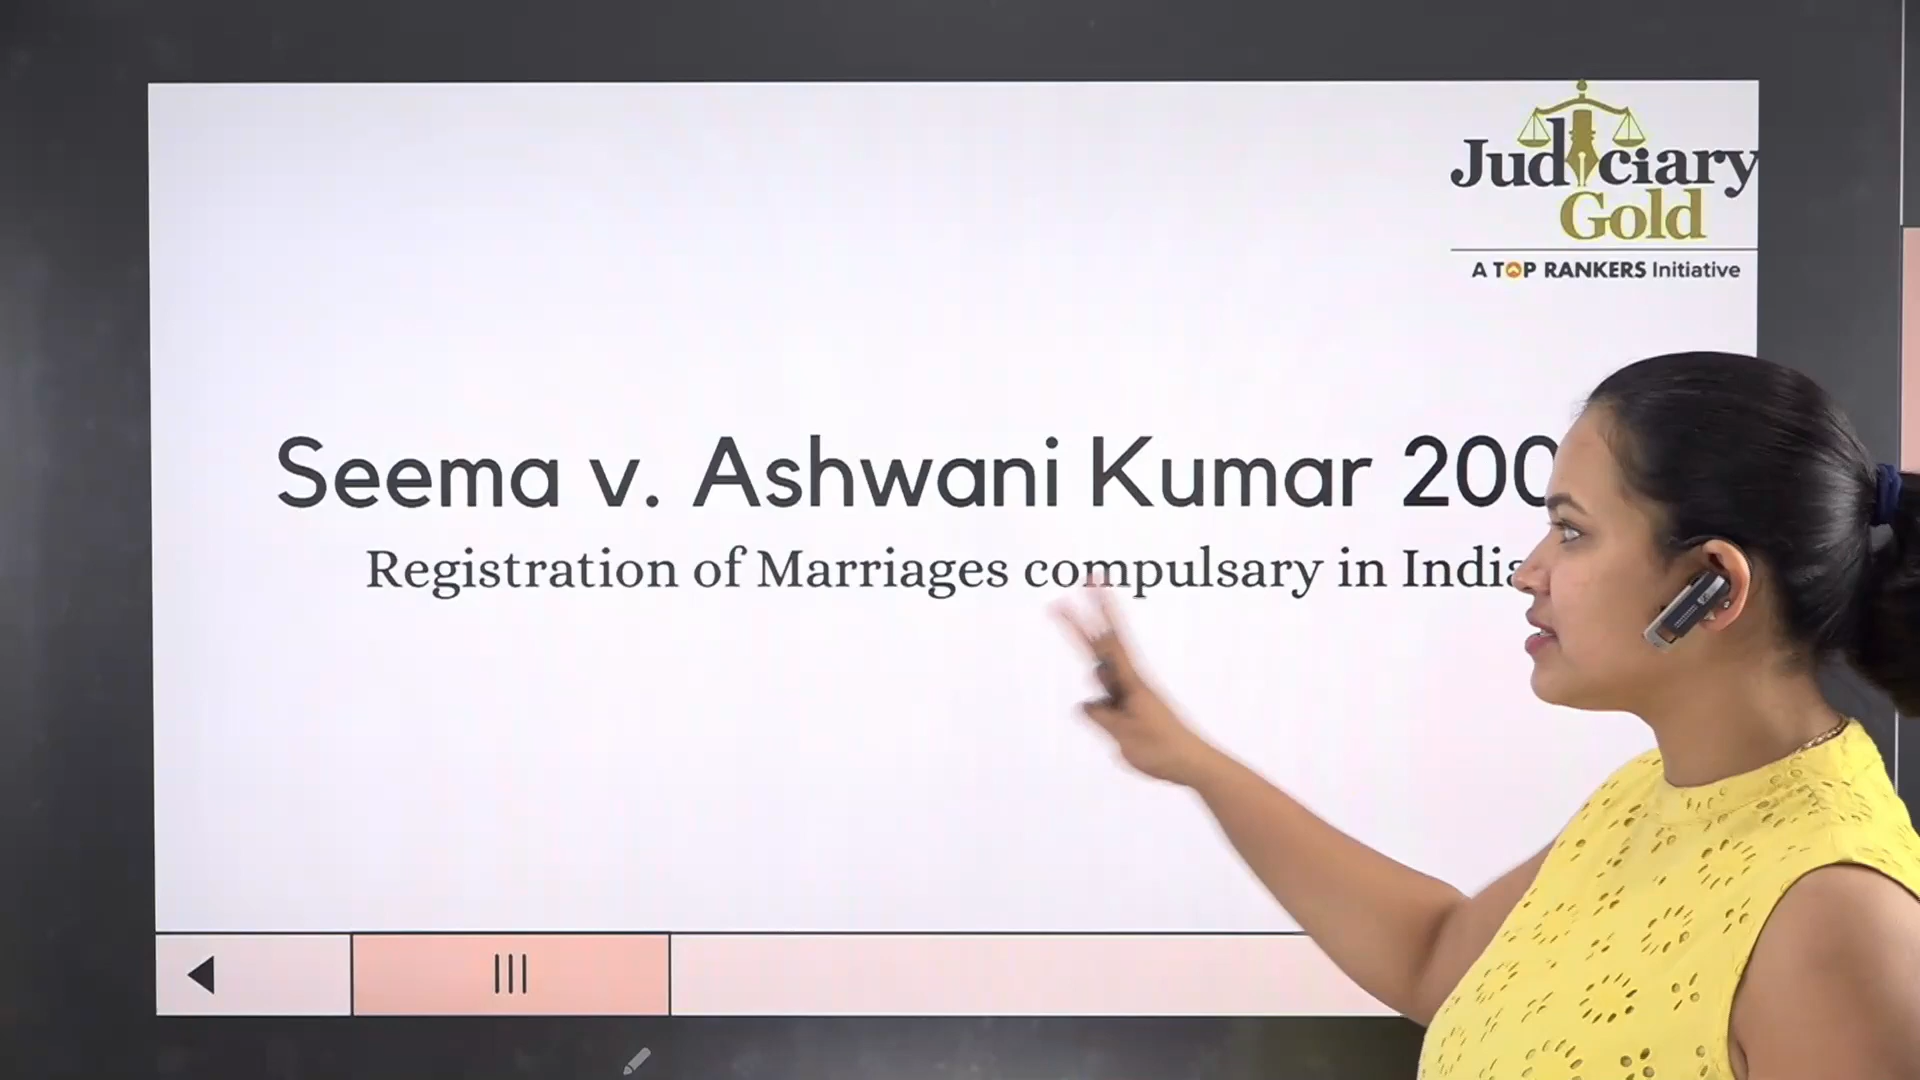 Judiciary
Gold
A TOP RANKERS Initiative
Seema v. Ashwani Kumar 200
Registration of Marriages compulsary in India